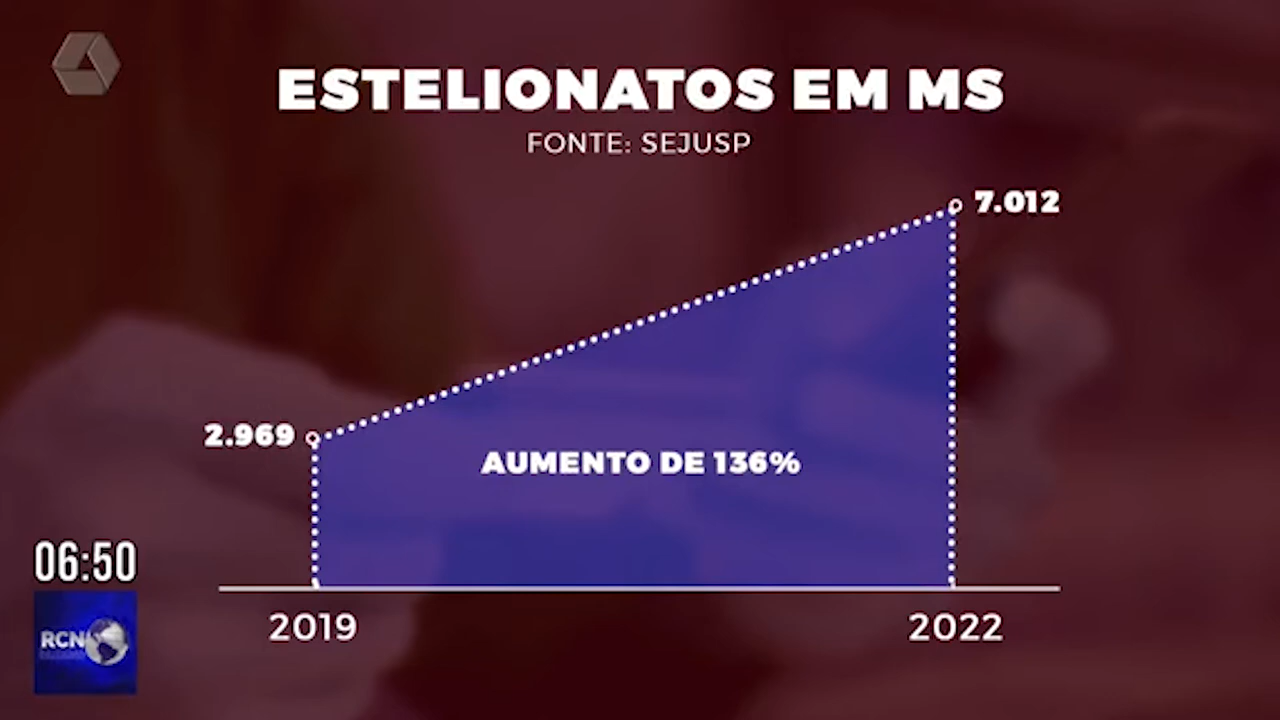 ESTELIONATOS EM MS
FONTE: SEJUSP
7.012
2.969
AUMENTO DE 136%
06:50
2019
2022
RCN